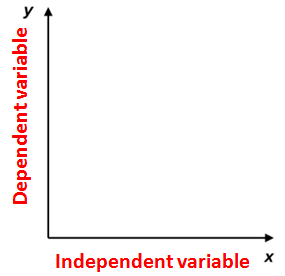 y
Dependent variable
Independent variable
x